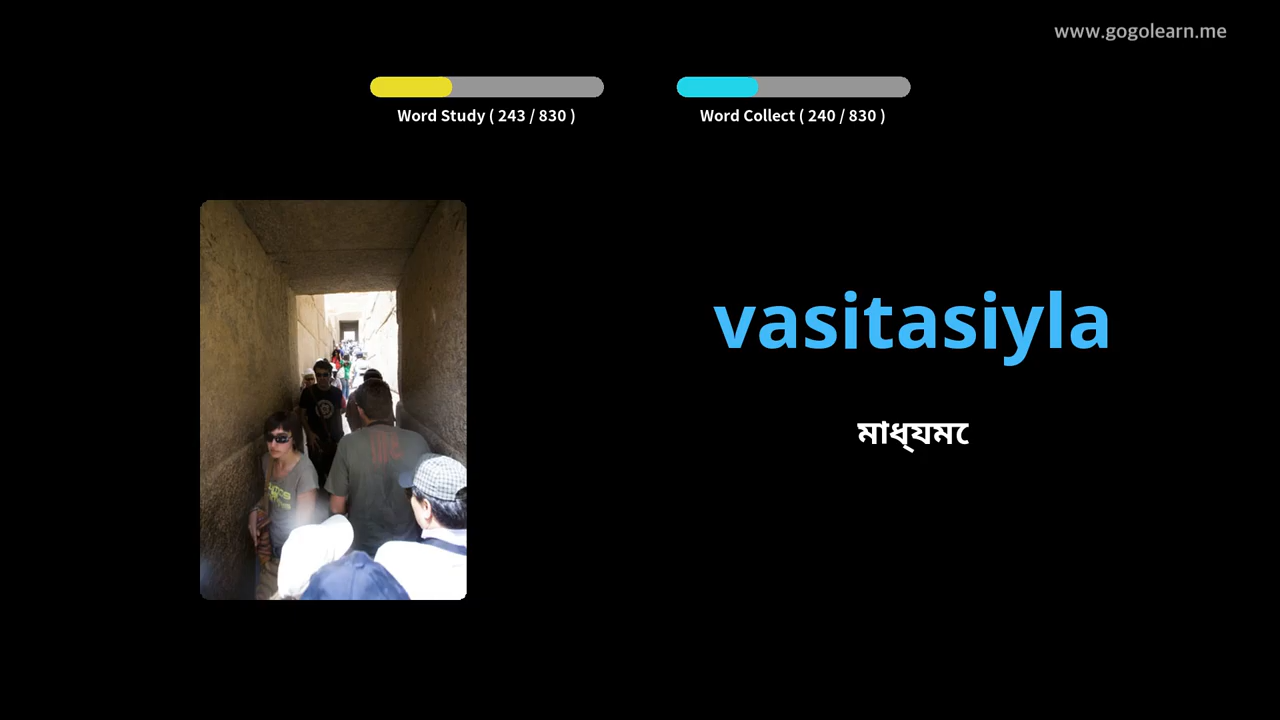 www.gogolearn.me
Word Study ( 243 / 830 )
Word Collect ( 240 / 830 )
vasitasiyla
মাধ্যমে